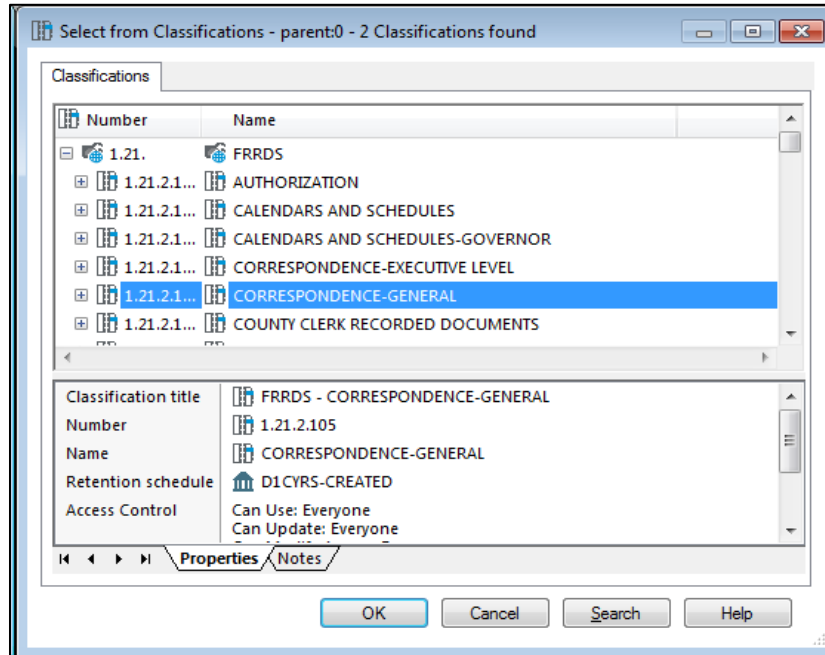 Select from Classifications - parent:0 - 2 Classifications found
Classifications
Number Name
1.21. FRRDS
1.21.2.1... AUTHORIZATION
1.21.2.1... CALENDARS AND SCHEDULES
1.21.2.1... CALENDARS AND SCHEDULES-GOVERNOR
1.21.2.1... CORRESPONDENCE-EXECUTIVE LEVEL
1.21.2.1... CORRESPONDENCE-GENERAL
1.21.2.1... COUNTY CLERK RECORDED DOCUMENTS
Classification title FRRDS - CORRESPONDENCE-GENERAL
Number 1.21.2.105
Name CORRESPONDENCE-GENERAL
Retention schedule D1CYRS-CREATED
Access Control Can Use: Everyone
Can Update: Everyone
Properties Notes
OK Cancel Search Help